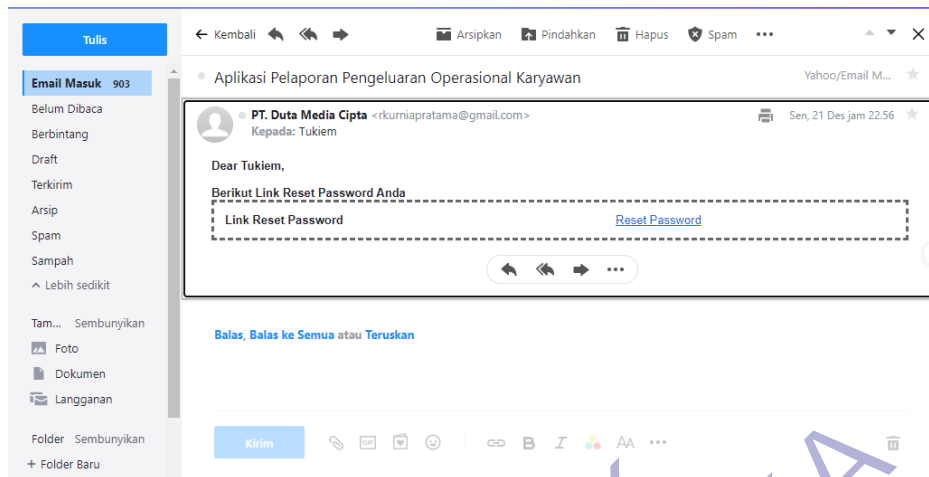 Tulis
← Kembali Arsipkan Pindahkan Hapus Spam
Aplikasi Pelaporan Pengeluaran Operasional Karyawan Yahoo/Email M...
Email Masuk 903
Belum Dibaca
Berbintang
Draft
Terkirim
Arsip
Spam
Sampah
Lebih sedikit
Tam... Sembunyikan
Foto
Dokumen
Langganan
Folder Sembunyikan
+ Folder Baru
PT. Duta Media Cipta <rkurniapratama@gmail.com> Sen, 21 Des jam 22.56
Kepada: Tukiem
Dear Tukiem,
Berikut Link Reset Password Anda
Link Reset Password Reset Password
Balas, Balas ke Semua atau Teruskan
Kirim GIF B I AA